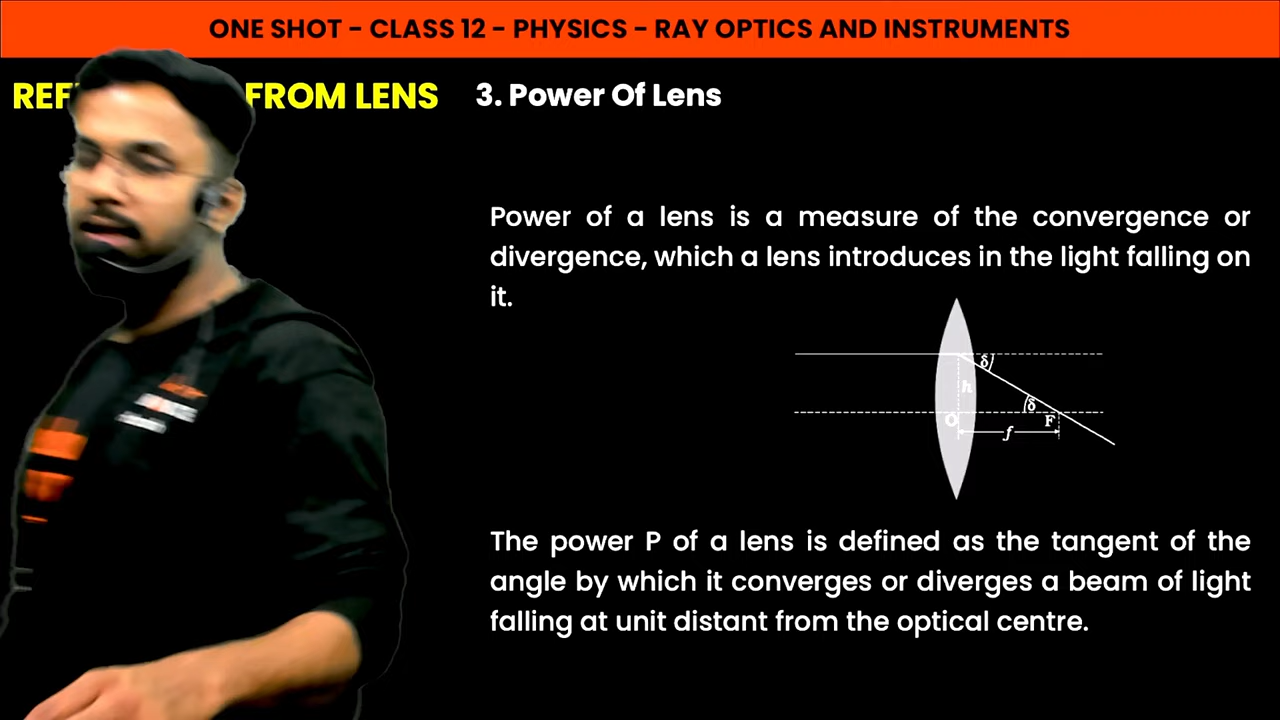 ONE SHOT - CLASS 12 - PHYSICS - RAY OPTICS AND INSTRUMENTS
FROM LENS
3. Power Of Lens
Power of a lens is a measure of the convergence or
divergence, which a lens introduces in the light falling on
it.
δ
h
δ
O
F
f
The power P of a lens is defined as the tangent of the
angle by which it converges or diverges a beam of light
falling at unit distant from the optical centre.